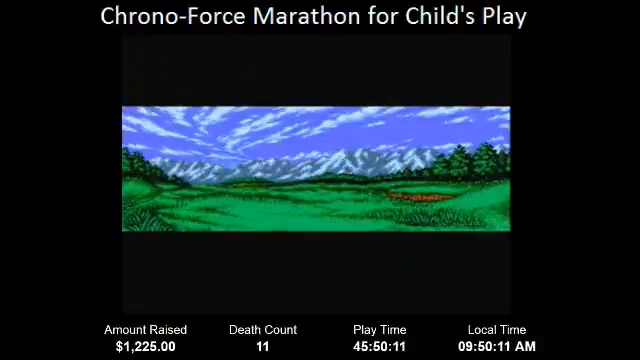 Chrono-Force Marathon for Child's Play
Amount Raised Death Count Play Time Local Time
$1,225.00 11 45:50:11 09:50:11 AM